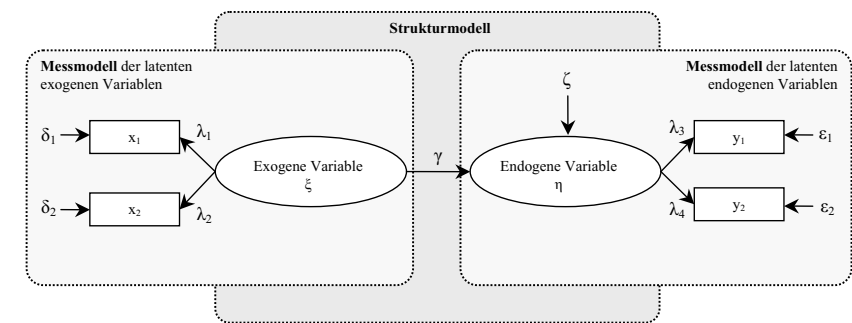 Strukturmodell
Messmodell der latenten
exogenen Variablen
Messmodell der latenten
endogenen Variablen
ζ
δ₁
x₁
λ₁
λ₃
y₁
ε₁
Exogene Variable
ξ
γ
Endogene Variable
η
δ₂
x₂
λ₂
λ₄
y₂
ε₂